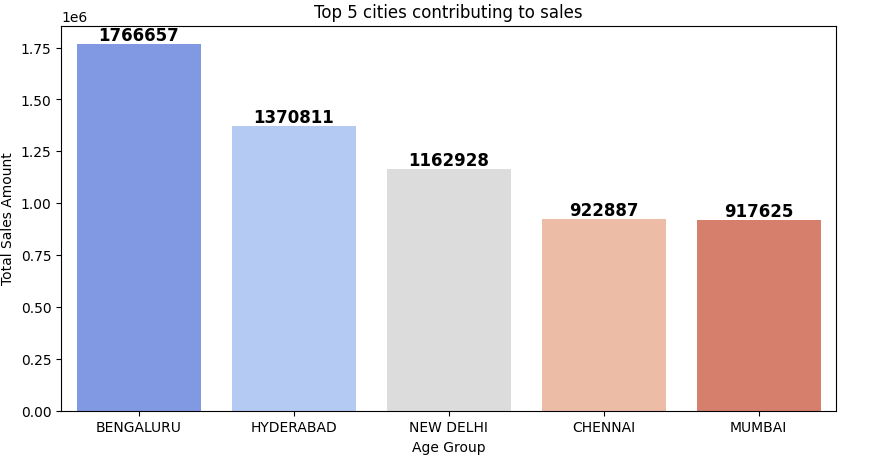 Top 5 cities contributing to sales
1e6
1.75
1.50
1.25
1.00
0.75
0.50
0.25
0.00
Total Sales Amount
1766657
1370811
1162928
922887
917625
BENGALURU
HYDERABAD
NEW DELHI
CHENNAI
MUMBAI
Age Group